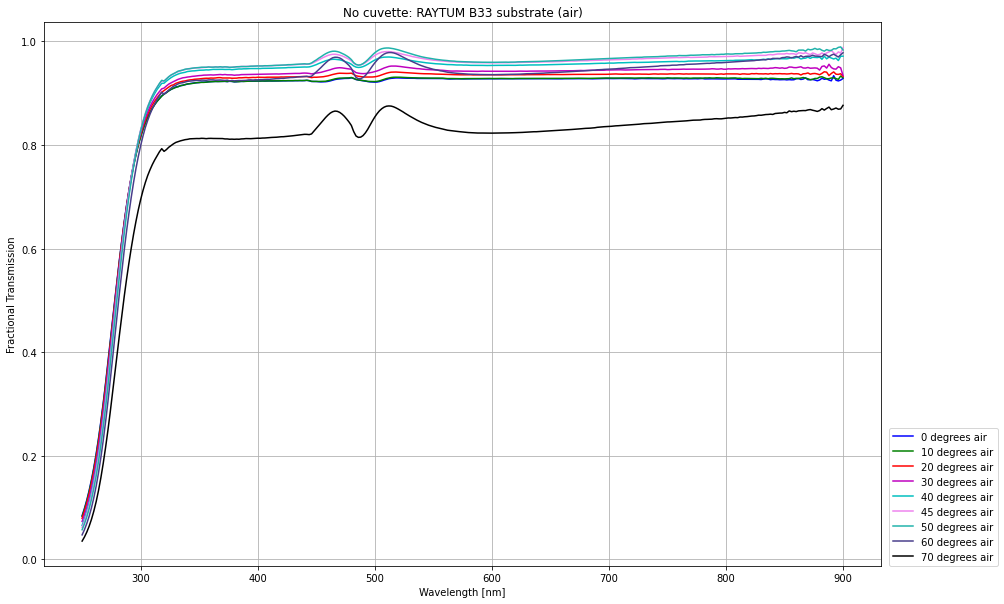 No cuvette: RAYTUM B33 substrate (air)
1.0
0.8
0.6
0.4
0.2
0.0
Fractional Transmission
300
400
500
600
700
800
900
Wavelength [nm]
0 degrees air
10 degrees air
20 degrees air
30 degrees air
40 degrees air
45 degrees air
50 degrees air
60 degrees air
70 degrees air